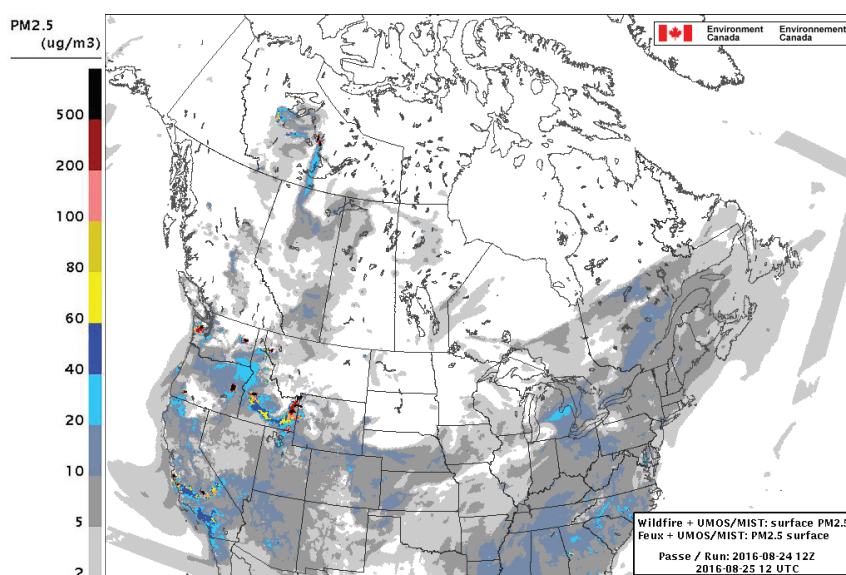 PM2.5
(ug/m3)
Environment Environnement
Canada Canada
500
200
100
80
60
40
20
10
5
2
Wildfire + UMOS/MIST: surface PM2.5
Feux + UMOS/MIST: PM2.5 surface
Passe / Run: 2016-08-24 12Z
2016-08-25 12 UTC